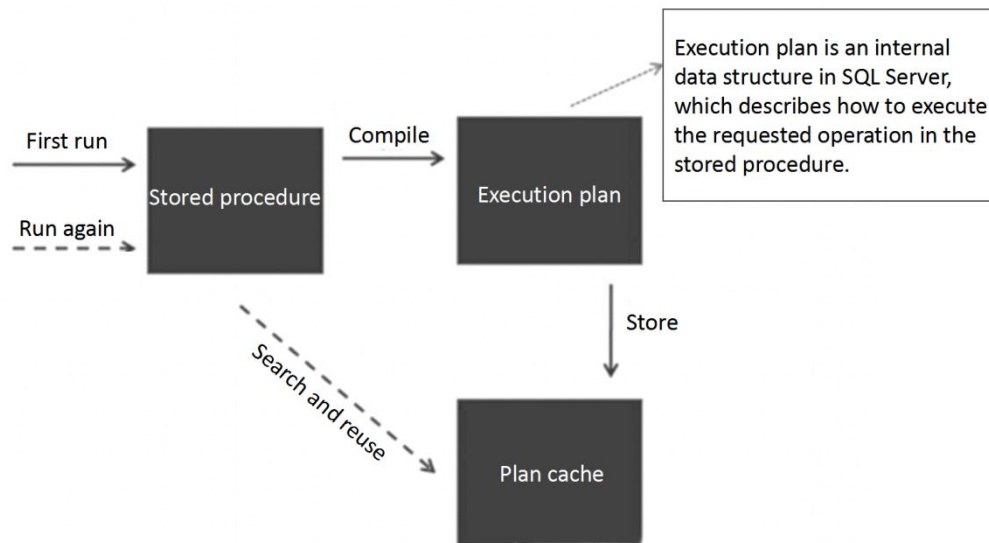 Execution plan is an internal
data structure in SQL Server,
which describes how to execute
the requested operation in the
stored procedure.
First run
Compile
Stored procedure
Execution plan
Run again
Store
Search and reuse
Plan cache